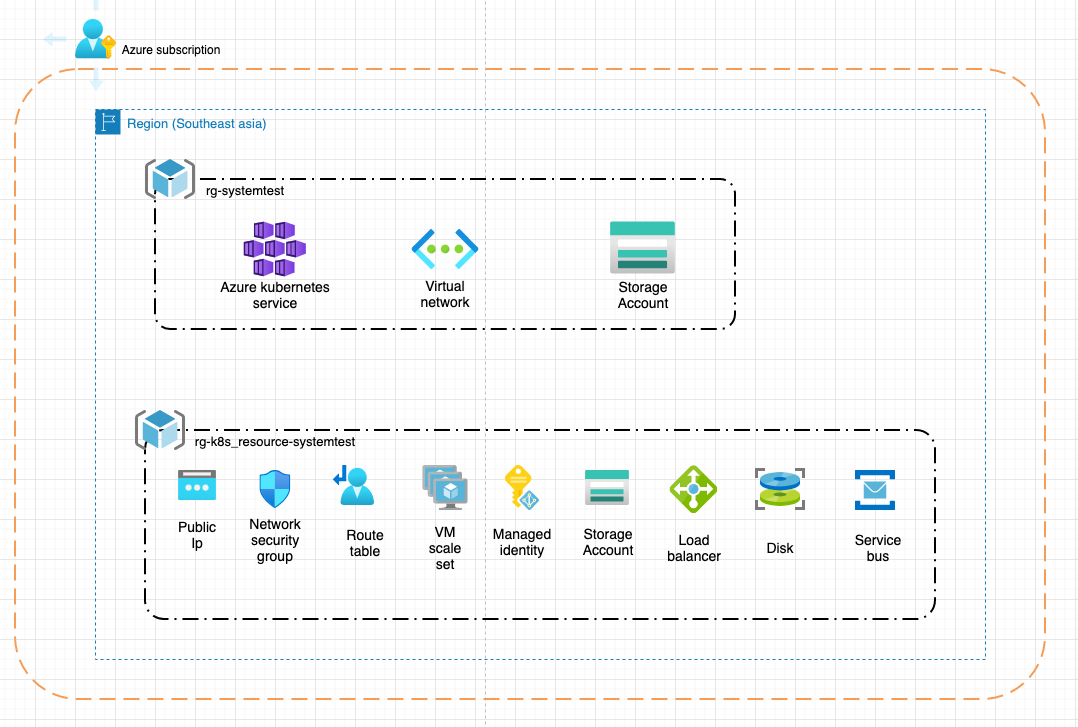 Azure subscription
Region (Southeast asia)
rg-systemtest
Azure kubernetes
service
Virtual
network
Storage
Account
rg-k8s_resource-systemtest
Public
Ip
Network
security
group
Route
table
VM
scale
set
Managed
identity
Storage
Account
Load
balancer
Disk
Service
bus